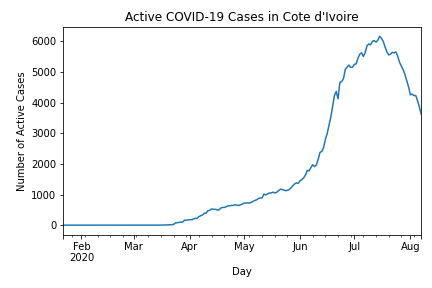 Active COVID-19 Cases in Cote d'Ivoire
Number of Active Cases
6000
5000
4000
3000
2000
1000
0
Feb Mar Apr May Jun Jul Aug
2020
Day